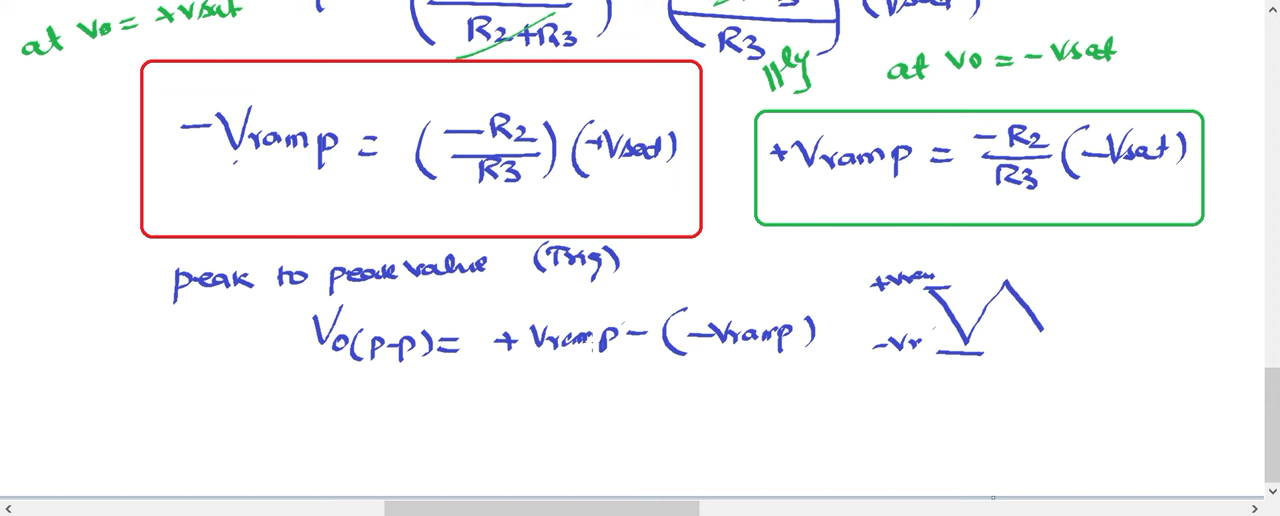 at Vo = +Vsat
R2+R3
R3
||ly
at Vo = -Vsat
-Vramp = (-R2/R3) (+Vsat)
+Vramp = -R2/R3 (-Vsat)
peak to peak value (Trig)
+Vram
Vo(p-p) = +Vramp - (-Vramp)
-Vr